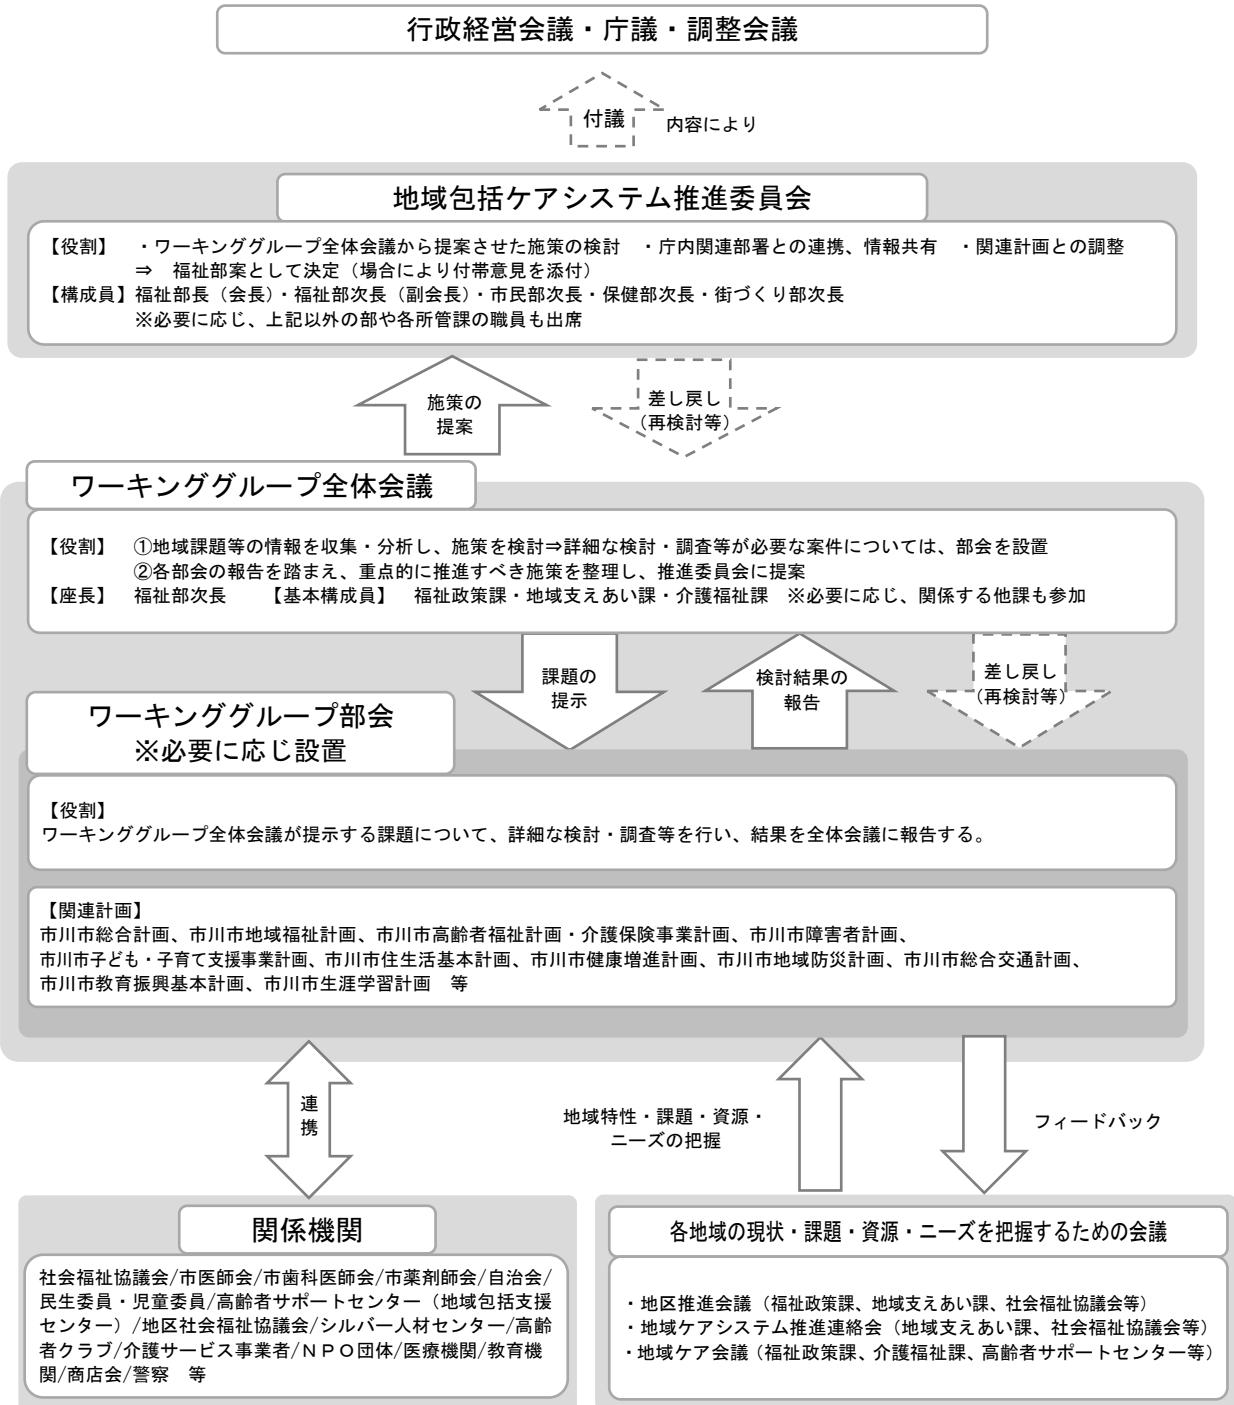 行政経営会議・庁議・調整会議
付議
内容により
地域包括ケアシステム推進委員会
【役割】　・ワーキンググループ全体会議から提案させた施策の検討　・庁内関連部署との連携、情報共有　・関連計画との調整
⇒　福祉部案として決定（場合により付帯意見を添付）
【構成員】福祉部長（会長）・福祉部次長（副会長）・市民部次長・保健部次長・街づくり部次長
※必要に応じ、上記以外の部や各所管課の職員も出席
施策の
提案
差し戻し
（再検討等）
ワーキンググループ全体会議
【役割】　①地域課題等の情報を収集・分析し、施策を検討⇒詳細な検討・調査等が必要な案件については、部会を設置
②各部会の報告を踏まえ、重点的に推進すべき施策を整理し、推進委員会に提案
【座長】　福祉部次長　　【基本構成員】　福祉政策課・地域支えあい課・介護福祉課　※必要に応じ、関係する他課も参加
課題の
提示
検討結果の
報告
差し戻し
（再検討等）
ワーキンググループ部会
※必要に応じ設置
【役割】
ワーキンググループ全体会議が提示する課題について、詳細な検討・調査等を行い、結果を全体会議に報告する。
【関連計画】
市川市総合計画、市川市地域福祉計画、市川市高齢者福祉計画・介護保険事業計画、市川市障害者計画、
市川市子ども・子育て支援事業計画、市川市住生活基本計画、市川市健康増進計画、市川市地域防災計画、市川市総合交通計画、
市川市教育振興基本計画、市川市生涯学習計画　等
連
携
地域特性・課題・資源・
ニーズの把握
フィードバック
関係機関
社会福祉協議会/市医師会/市歯科医師会/市薬剤師会/自治会/
民生委員・児童委員/高齢者サポートセンター（地域包括支援
センター）/地区社会福祉協議会/シルバー人材センター/高齢
者クラブ/介護サービス事業者/ＮＰＯ団体/医療機関/教育機
関/商店会/警察　等
各地域の現状・課題・資源・ニーズを把握するための会議
・地区推進会議（福祉政策課、地域支えあい課、社会福祉協議会等）
・地域ケアシステム推進連絡会（地域支えあい課、社会福祉協議会等）
・地域ケア会議（福祉政策課、介護福祉課、高齢者サポートセンター等）